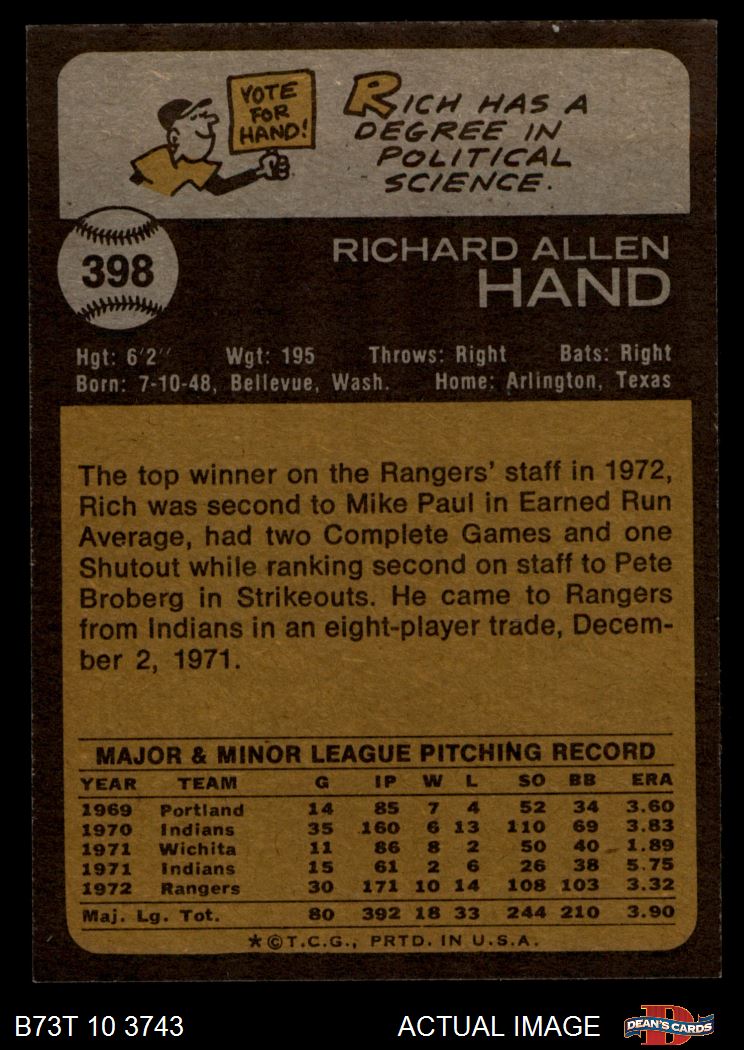 VOTE
FOR
HAND!
RICH HAS A
DEGREE IN
POLITICAL
SCIENCE.
398
RICHARD ALLEN
HAND
Hgt: 6'2" Wgt: 195 Throws: Right Bats: Right
Born: 7-10-48, Bellevue, Wash. Home: Arlington, Texas
The top winner on the Rangers' staff in 1972,
Rich was second to Mike Paul in Earned Run
Average, had two Complete Games and one
Shutout while ranking second on staff to Pete
Broberg in Strikeouts. He came to Rangers
from Indians in an eight-player trade, Decem-
ber 2, 1971.
MAJOR & MINOR LEAGUE PITCHING RECORD
YEAR TEAM G IP W L SO BB ERA
1969 Portland 14 85 7 4 52 34 3.60
1970 Indians 35 160 6 13 110 69 3.83
1971 Wichita 11 86 8 2 50 40 1.89
1971 Indians 15 61 2 6 26 38 5.75
1972 Rangers 30 171 10 14 108 103 3.32
Maj. Lg. Tot. 80 392 18 33 244 210 3.90
★©T.C.G., PRTD. IN U.S.A.
B73T 10 3743 ACTUAL IMAGE DEAN'S CARDS